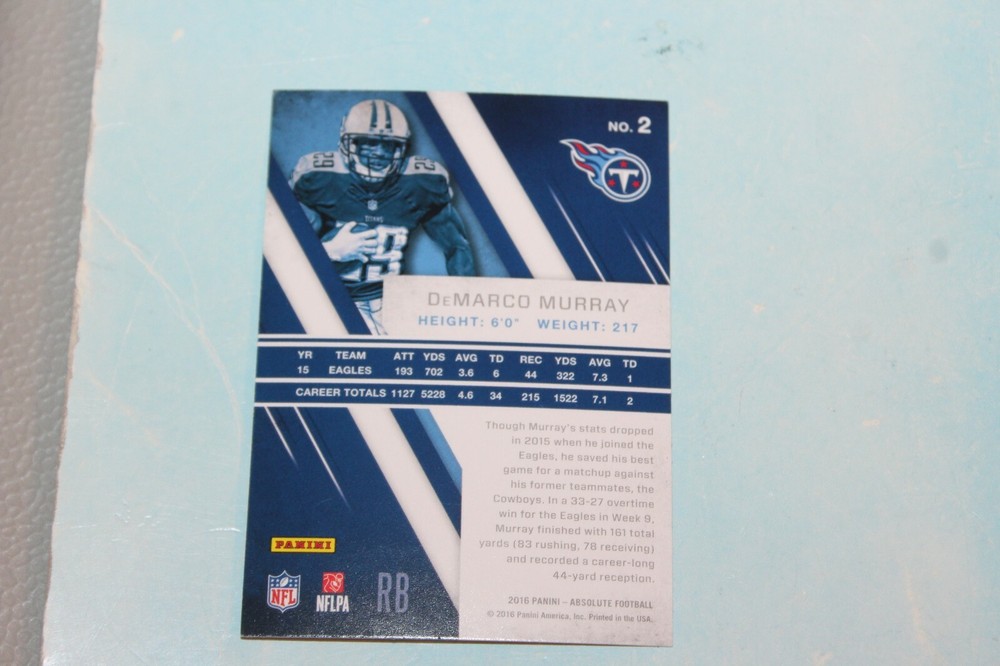 NO. 2
T
29
29
TITANS
29
DeMARCO MURRAY
HEIGHT: 6'0" WEIGHT: 217
YR TEAM ATT YDS AVG TD REC YDS AVG TD
15 EAGLES 193 702 3.6 6 44 322 7.3 1
CAREER TOTALS 1127 5228 4.6 34 215 1522 7.1 2
Though Murray's stats dropped
in 2015 when he joined the
Eagles, he saved his best
game for a matchup against
his former teammates, the
Cowboys. In a 33-27 overtime
win for the Eagles in Week 9,
Murray finished with 161 total
yards (83 rushing, 78 receiving)
and recorded a career-long
44-yard reception.
PANINI
NFL
NFLPA
RB
2016 PANINI – ABSOLUTE FOOTBALL
© 2016 Panini America, Inc. Printed in the USA.